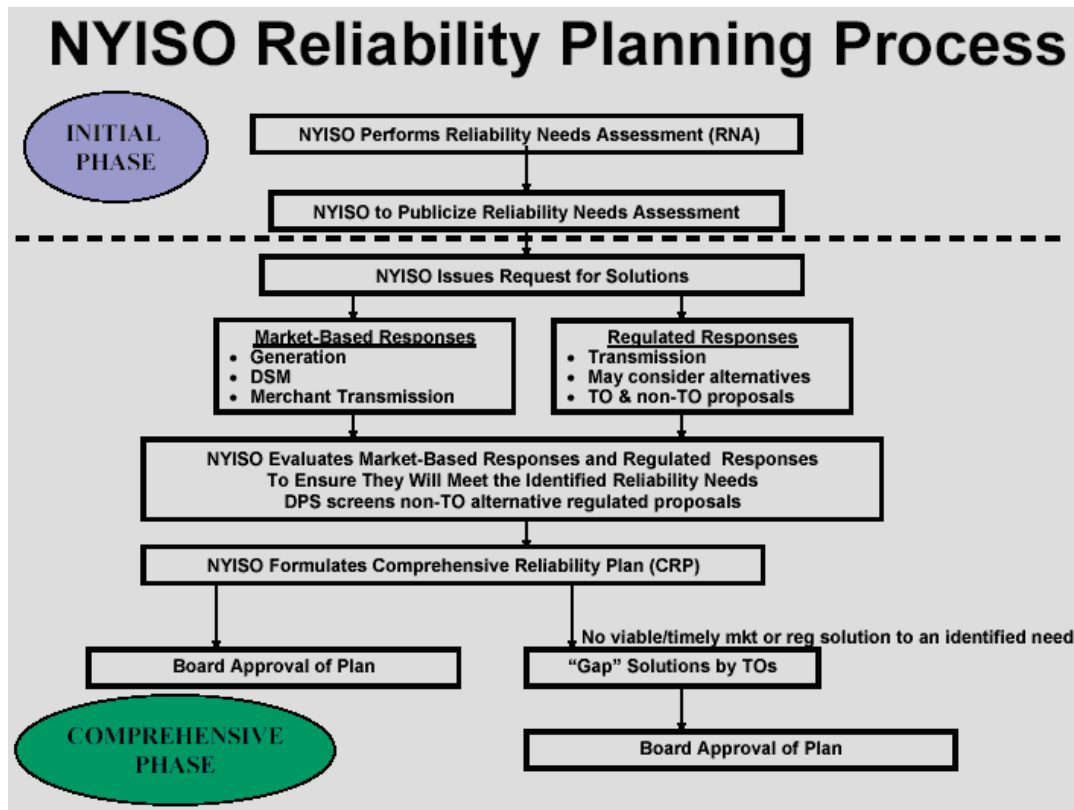 NYISO Reliability Planning Process
INITIAL
PHASE
NYISO Performs Reliability Needs Assessment (RNA)
NYISO to Publicize Reliability Needs Assessment
NYISO Issues Request for Solutions
Market-Based Responses
• Generation
• DSM
• Merchant Transmission
Regulated Responses
• Transmission
• May consider alternatives
• TO & non-TO proposals
NYISO Evaluates Market-Based Responses and Regulated Responses
To Ensure They Will Meet the Identified Reliability Needs
DPS screens non-TO alternative regulated proposals
NYISO Formulates Comprehensive Reliability Plan (CRP)
No viable/timely mkt or reg solution to an identified need
Board Approval of Plan
“Gap” Solutions by TOs
COMPREHENSIVE
PHASE
Board Approval of Plan